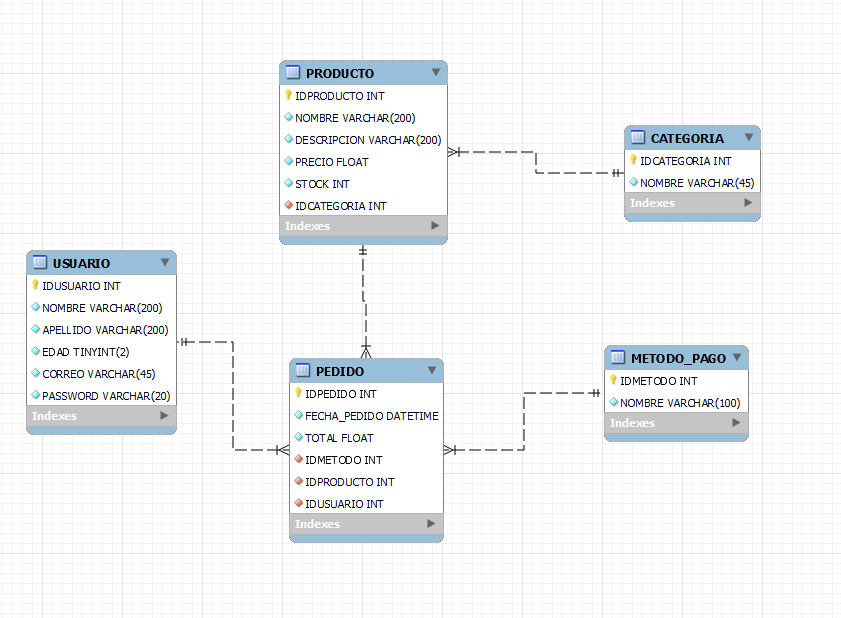 PRODUCTO
IDPRODUCTO INT
NOMBRE VARCHAR(200)
DESCRIPCION VARCHAR(200)
PRECIO FLOAT
STOCK INT
IDCATEGORIA INT
Indexes
CATEGORIA
IDCATEGORIA INT
NOMBRE VARCHAR(45)
Indexes
USUARIO
IDUSUARIO INT
NOMBRE VARCHAR(200)
APELLIDO VARCHAR(200)
EDAD TINYINT(2)
CORREO VARCHAR(45)
PASSWORD VARCHAR(20)
Indexes
PEDIDO
IDPEDIDO INT
FECHA_PEDIDO DATETIME
TOTAL FLOAT
IDMETODO INT
IDPRODUCTO INT
IDUSUARIO INT
Indexes
METODO_PAGO
IDMETODO INT
NOMBRE VARCHAR(100)
Indexes